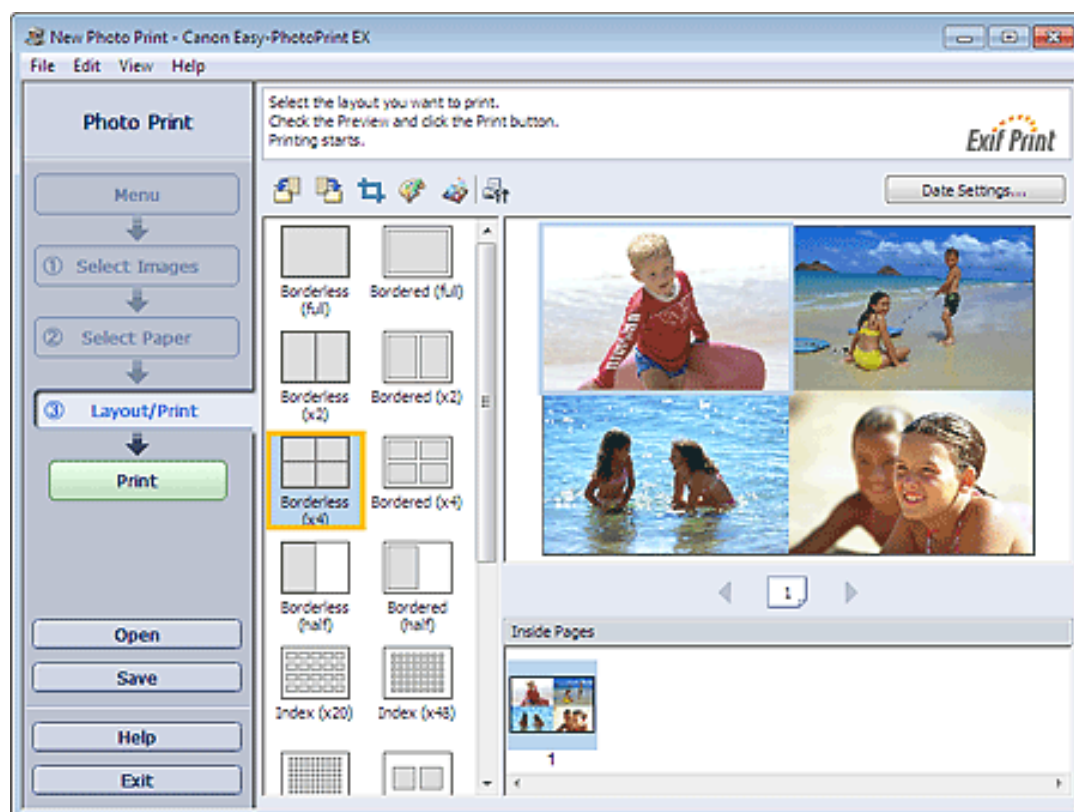 New Photo Print - Canon Easy-PhotoPrint EX
File Edit View Help
Photo Print
Select the layout you want to print.
Check the Preview and click the Print button.
Printing starts.
Exif Print
Menu
① Select Images
② Select Paper
③ Layout/Print
Print
Open
Save
Help
Exit
Date Settings...
Borderless
(full)
Bordered (full)
Borderless
(x2)
Bordered (x2)
Borderless
(x4)
Bordered (x4)
Borderless
(half)
Bordered
(half)
Index (x20)
Index (x48)
1
Inside Pages
1